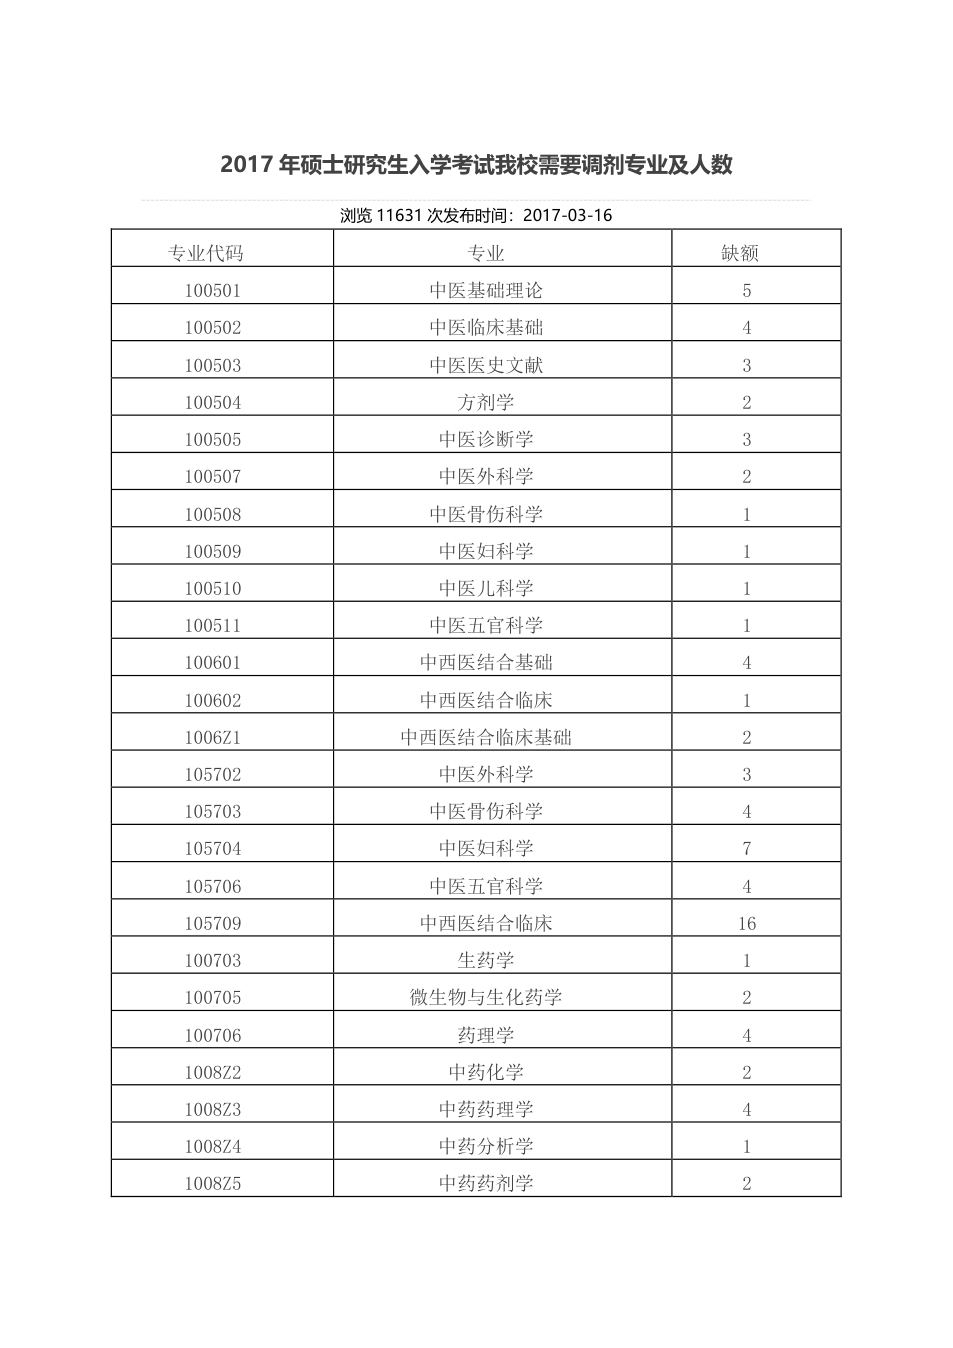 2017 年硕士研究生入学考试我校需要调剂专业及人数
浏览 11631 次发布时间：2017-03-16
专业代码 专业 缺额
100501 中医基础理论 5
100502 中医临床基础 4
100503 中医医史文献 3
100504 方剂学 2
100505 中医诊断学 3
100507 中医外科学 2
100508 中医骨伤科学 1
100509 中医妇科学 1
100510 中医儿科学 1
100511 中医五官科学 1
100601 中西医结合基础 4
100602 中西医结合临床 1
1006Z1 中西医结合临床基础 2
105702 中医外科学 3
105703 中医骨伤科学 4
105704 中医妇科学 7
105706 中医五官科学 4
105709 中西医结合临床 16
100703 生药学 1
100705 微生物与生化药学 2
100706 药理学 4
1008Z2 中药化学 2
1008Z3 中药药理学 4
1008Z4 中药分析学 1
1008Z5 中药药剂学 2